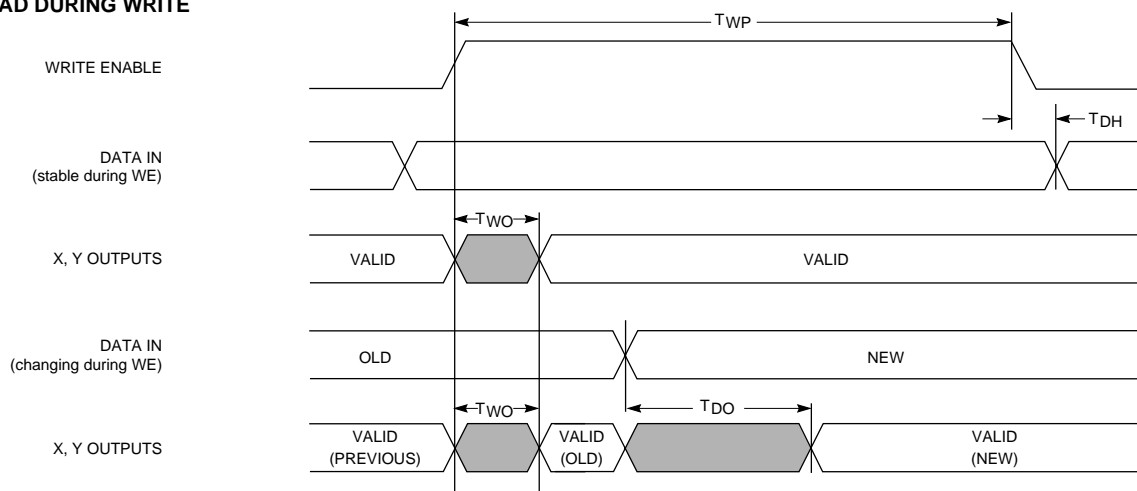 AD DURING WRITE
TWP
WRITE ENABLE
TDH
DATA IN
(stable during WE)
TWO
X, Y OUTPUTS
VALID
VALID
DATA IN
(changing during WE)
OLD
NEW
TWO
TDO
X, Y OUTPUTS
VALID
(PREVIOUS)
VALID
(OLD)
VALID
(NEW)